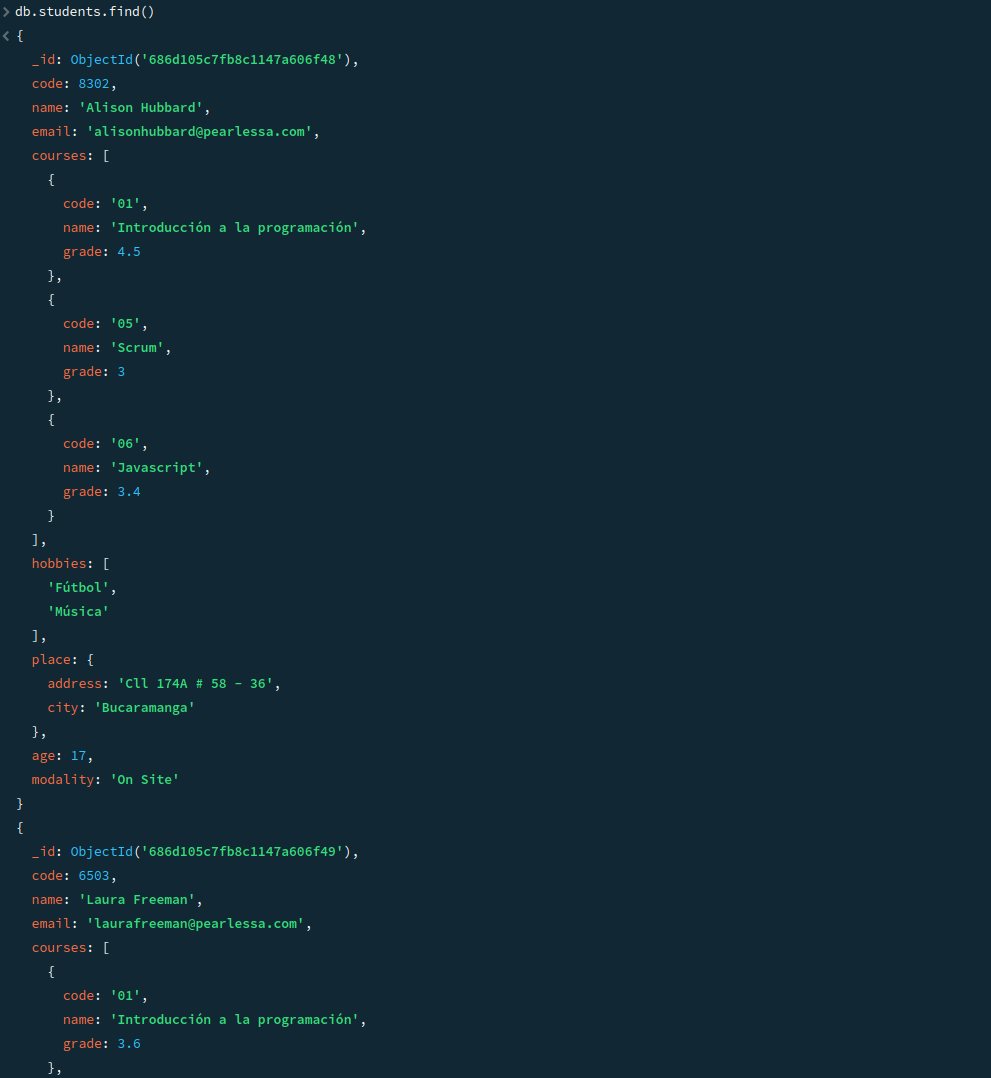 > db.students.find()
< {
_id: ObjectId('686d105c7fb8c1147a606f48'),
code: 8302,
name: 'Alison Hubbard',
email: 'alisonhubbard@pearlessa.com',
courses: [
{
code: '01',
name: 'Introducción a la programación',
grade: 4.5
},
{
code: '05',
name: 'Scrum',
grade: 3
},
{
code: '06',
name: 'Javascript',
grade: 3.4
}
],
hobbies: [
'Fútbol',
'Música'
],
place: {
address: 'Cll 174A # 58 - 36',
city: 'Bucaramanga'
},
age: 17,
modality: 'On Site'
}
{
_id: ObjectId('686d105c7fb8c1147a606f49'),
code: 6503,
name: 'Laura Freeman',
email: 'laurafreeman@pearlessa.com',
courses: [
{
code: '01',
name: 'Introducción a la programación',
grade: 3.6
},